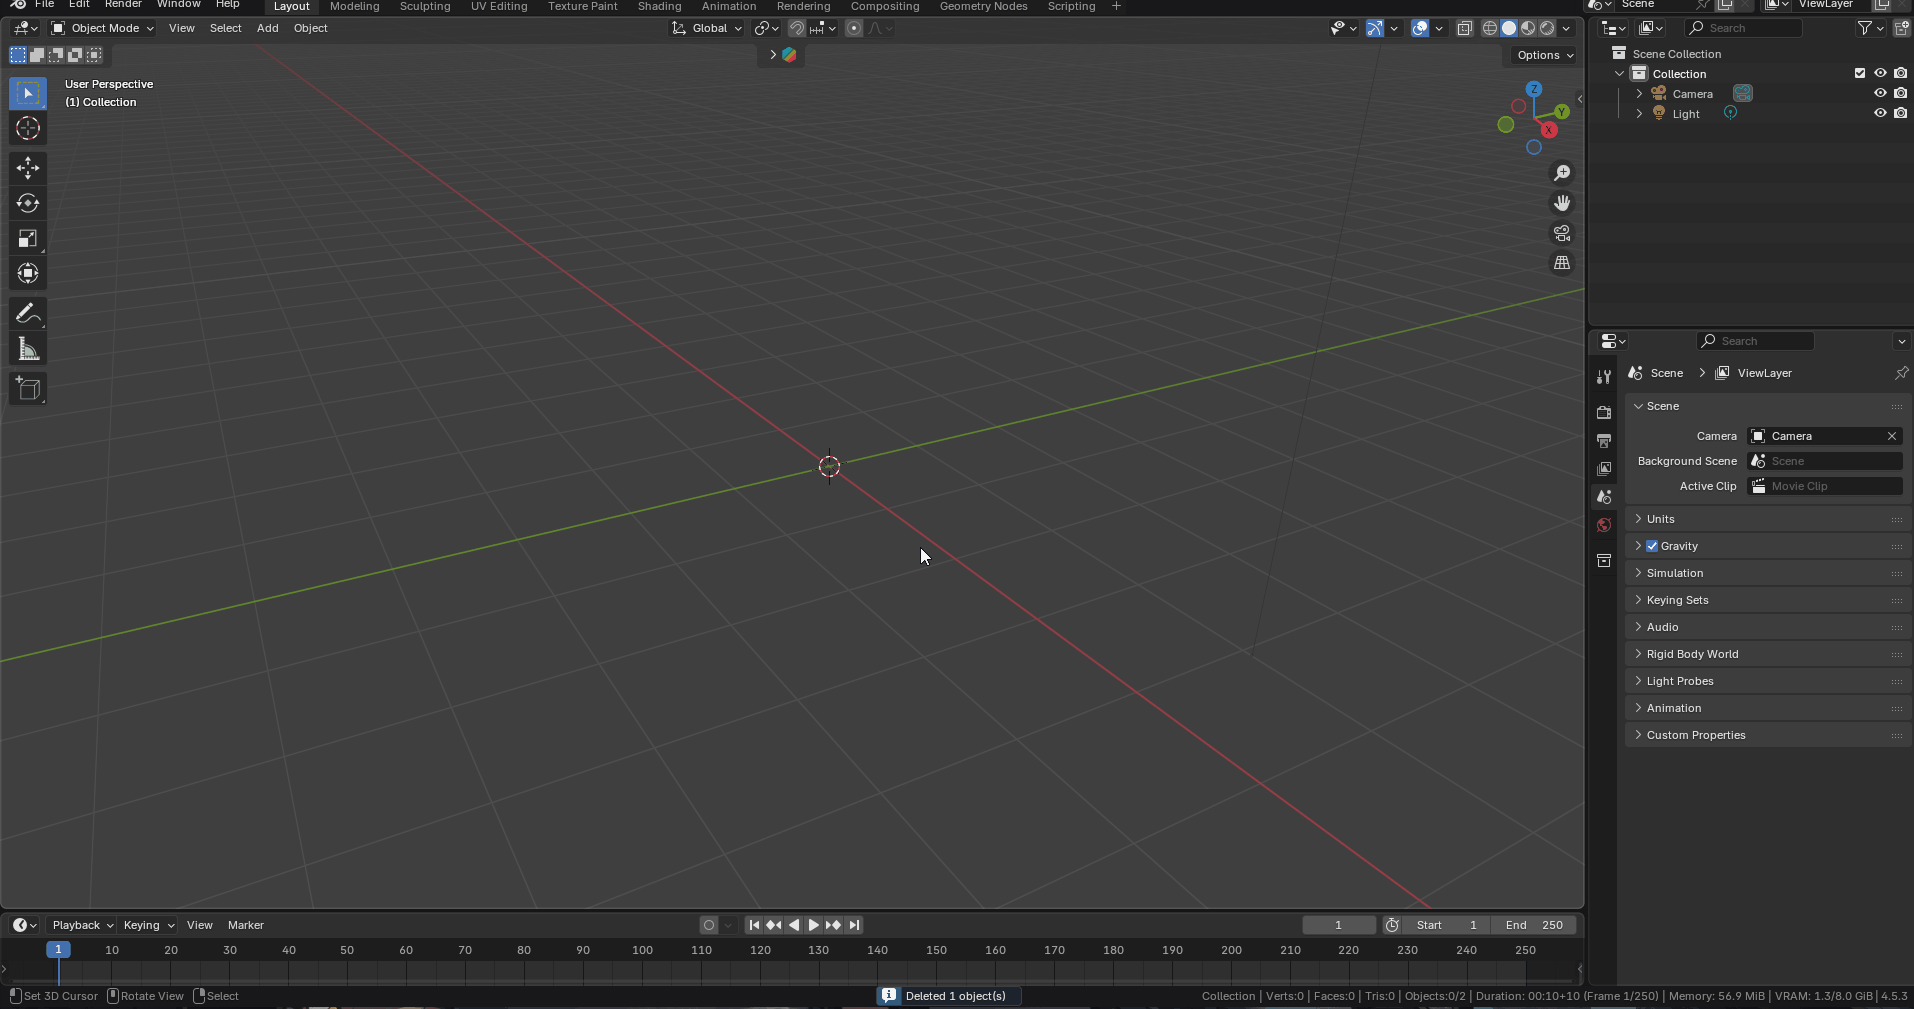 File Edit Render Window Help Layout Modeling Sculpting UV Editing Texture Paint Shading Animation Rendering Compositing Geometry Nodes Scripting + Scene ViewLayer
Object Mode View Select Add Object Global Search
Options
User Perspective
(1) Collection
Z
Y
X
Scene Collection
Collection
Camera
Light
Search
Scene > ViewLayer
Scene
Camera Camera
Background Scene Scene
Active Clip Movie Clip
Units
Gravity
Simulation
Keying Sets
Audio
Rigid Body World
Light Probes
Animation
Custom Properties
Playback Keying View Marker 1 Start 1 End 250
1 10 20 30 40 50 60 70 80 90 100 110 120 130 140 150 160 170 180 190 200 210 220 230 240 250
Set 3D Cursor Rotate View Select Deleted 1 object(s) Collection | Verts:0 | Faces:0 | Tris:0 | Objects:0/2 | Duration: 00:10+10 (Frame 1/250) | Memory: 56.9 MiB | VRAM: 1.3/8.0 GiB | 4.5.3